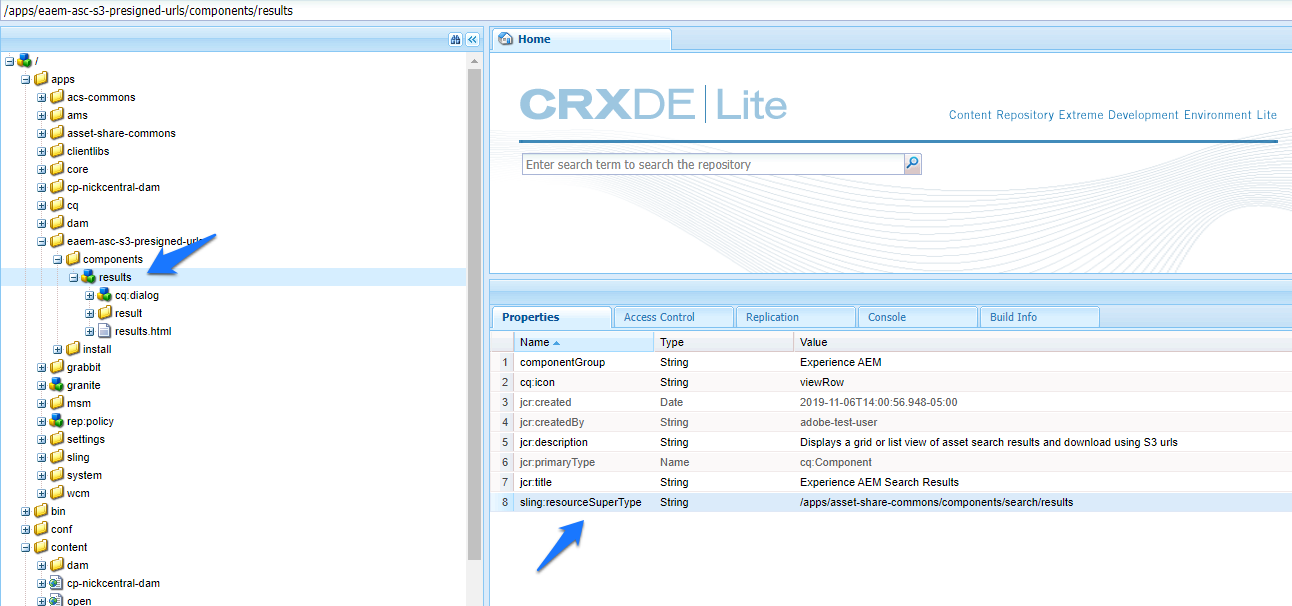 /apps/eaem-asc-s3-presigned-urls/components/results
Home
CRXDE Lite
Content Repository Extreme Development Environment Lite
Enter search term to search the repository
/
apps
acs-commons
ams
asset-share-commons
clientlibs
core
cp-nickcentral-dam
cq
dam
eaem-asc-s3-presigned-urls
components
results
cq:dialog
result
results.html
install
grabbit
granite
msm
rep:policy
settings
sling
system
wcm
bin
conf
content
dam
cp-nickcentral-dam
open
Properties Access Control Replication Console Build Info
Name Type Value
1 componentGroup String Experience AEM
2 cq:icon String viewRow
3 jcr:created Date 2019-11-06T14:00:56.948-05:00
4 jcr:createdBy String adobe-test-user
5 jcr:description String Displays a grid or list view of asset search results and download using S3 urls
6 jcr:primaryType Name cq:Component
7 jcr:title String Experience AEM Search Results
8 sling:resourceSuperType String /apps/asset-share-commons/components/search/results